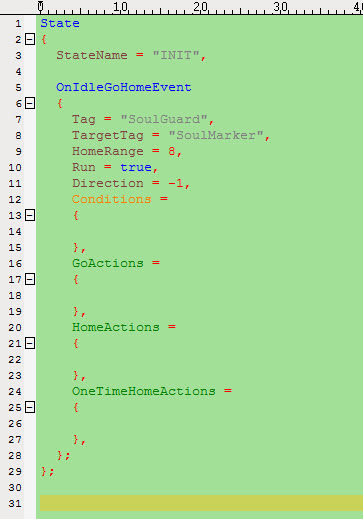 0 10 20 30 40
1 State
2 {
3 StateName = "INIT",
4
5 OnIdleGoHomeEvent
6 {
7 Tag = "SoulGuard",
8 TargetTag = "SoulMarker",
9 HomeRange = 8,
10 Run = true,
11 Direction = -1,
12 Conditions =
13 {
14
15 },
16 GoActions =
17 {
18
19 },
20 HomeActions =
21 {
22
23 },
24 OneTimeHomeActions =
25 {
26
27 },
28 };
29 };
30
31